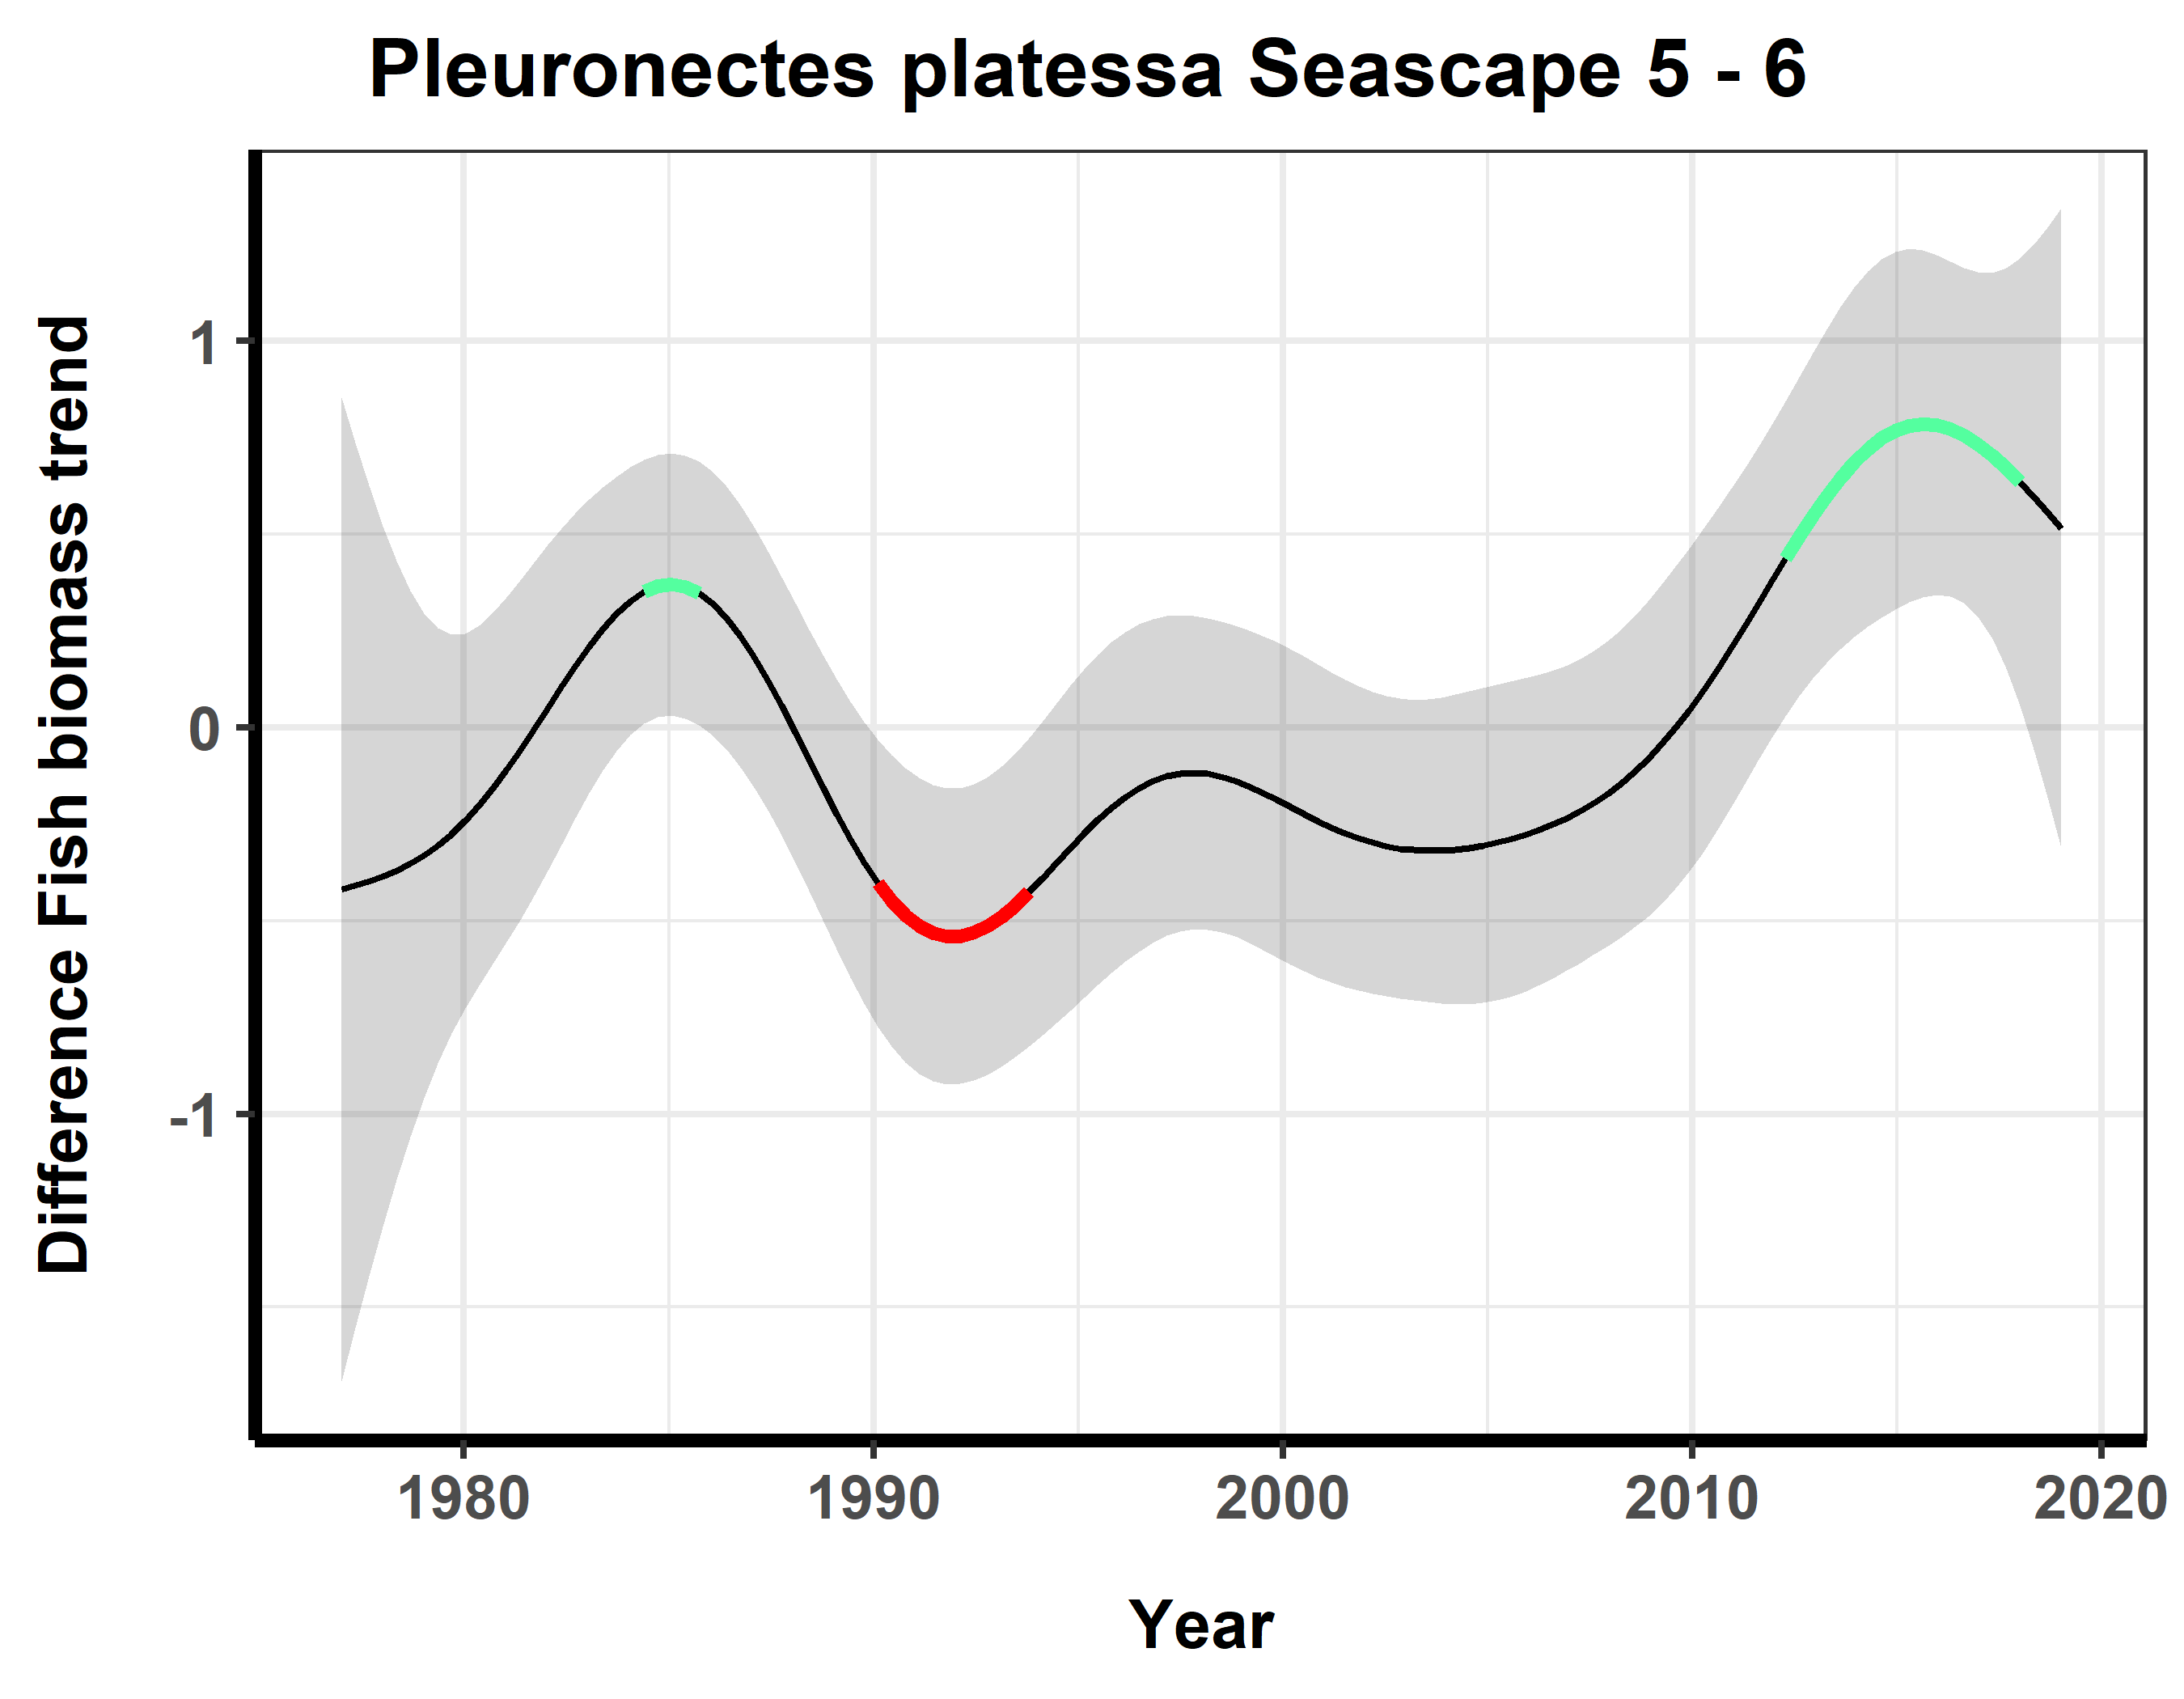 Pleuronectes platessa Seascape 5 - 6
Difference Fish biomass trend
1
0
-1
1980 1990 2000 2010 2020
Year